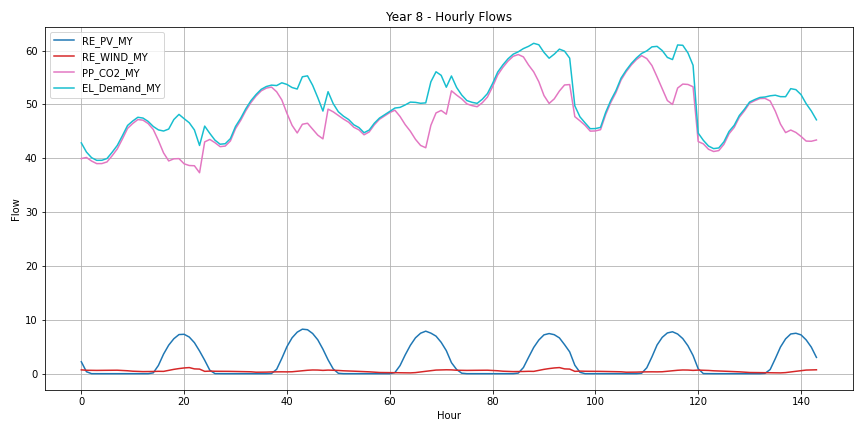 Year 8 - Hourly Flows
RE_PV_MY
RE_WIND_MY
PP_CO2_MY
EL_Demand_MY
60
50
40
30
20
10
0
Flow
0 20 40 60 80 100 120 140
Hour